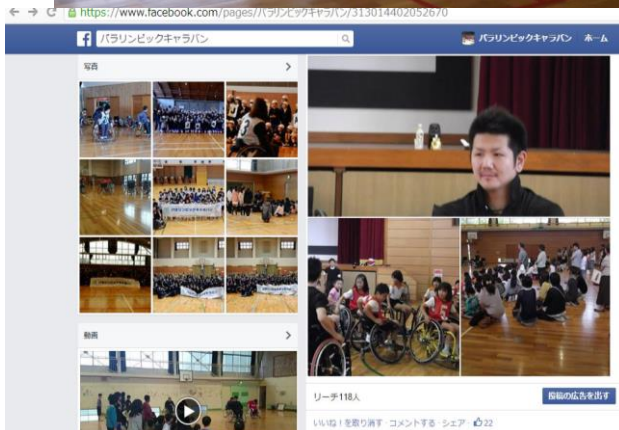 https://www.facebook.com/pages/パラリンピックキャラバン/313014402052670
パラリンピックキャラバン
パラリンピックキャラバン ホーム
写真
動画
リーチ118人
投稿の広告を出す
いいね！を取り消す · コメントする · シェア · 22